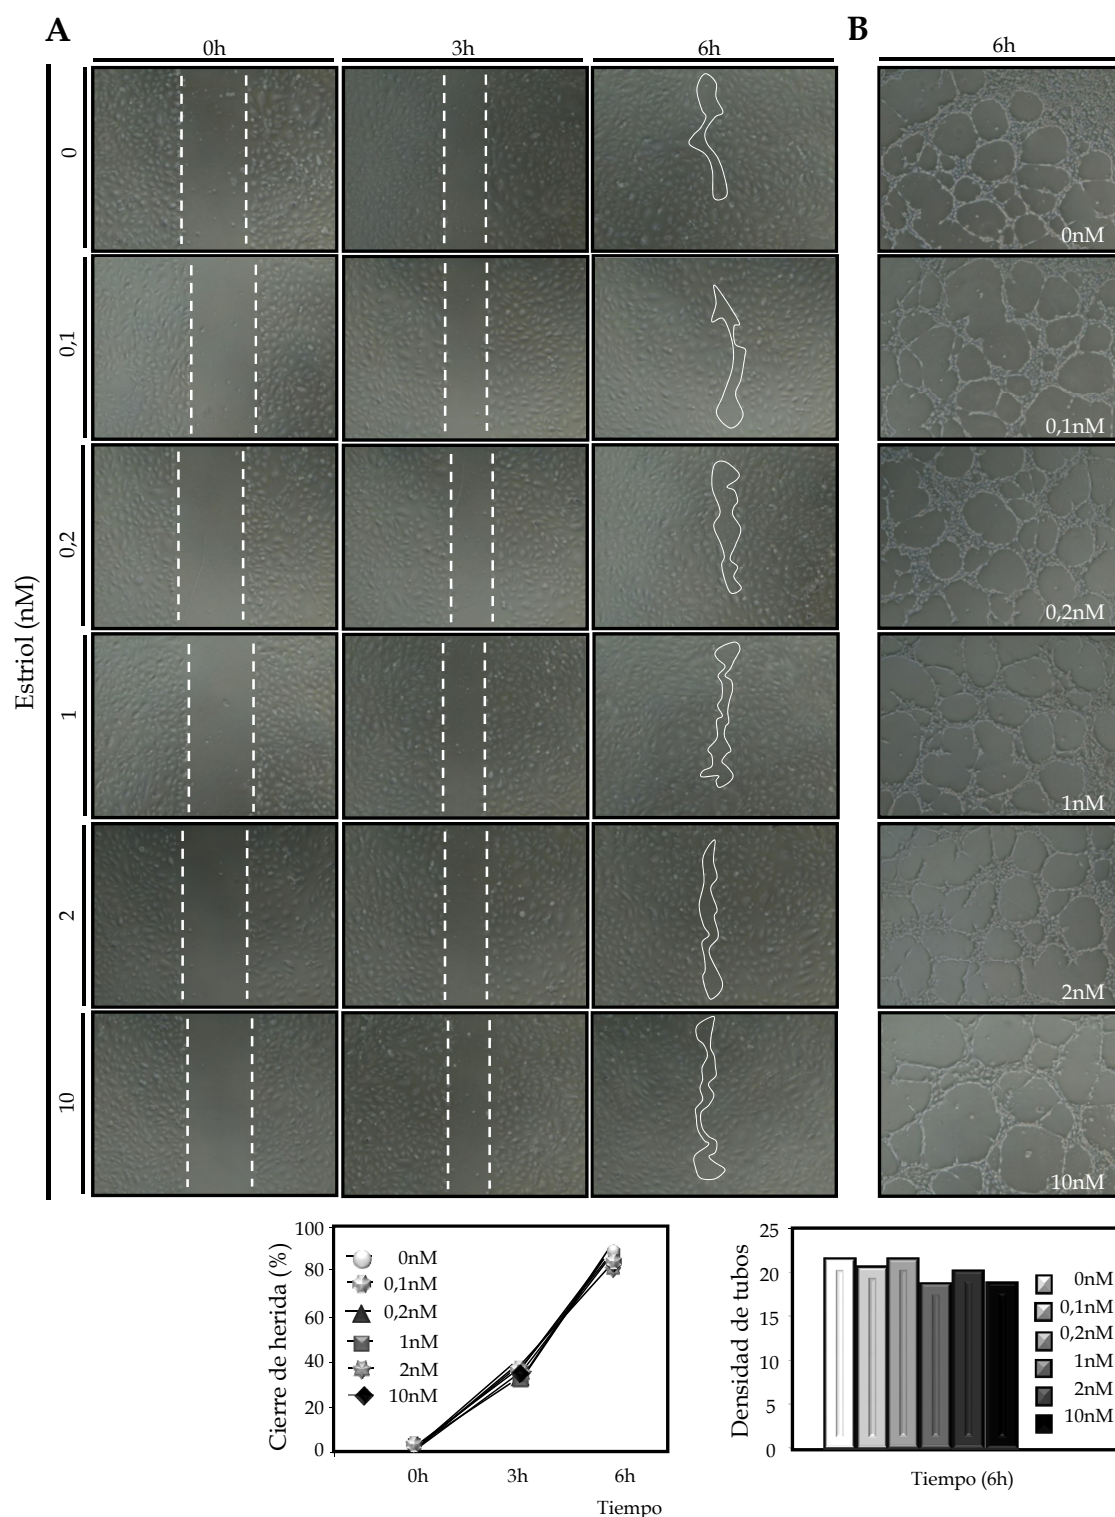 A
B
0h
3h
6h
6h
Estriol (nM)
0
0,1
0,2
1
2
10
0nM
0,1nM
0,2nM
1nM
2nM
10nM
Cierre de herida (%)
100
80
60
40
20
0
0nM
0,1nM
0,2nM
1nM
2nM
10nM
0h
3h
6h
Tiempo
Densidad de tubos
25
20
15
10
5
0
0nM
0,1nM
0,2nM
1nM
2nM
10nM
Tiempo (6h)